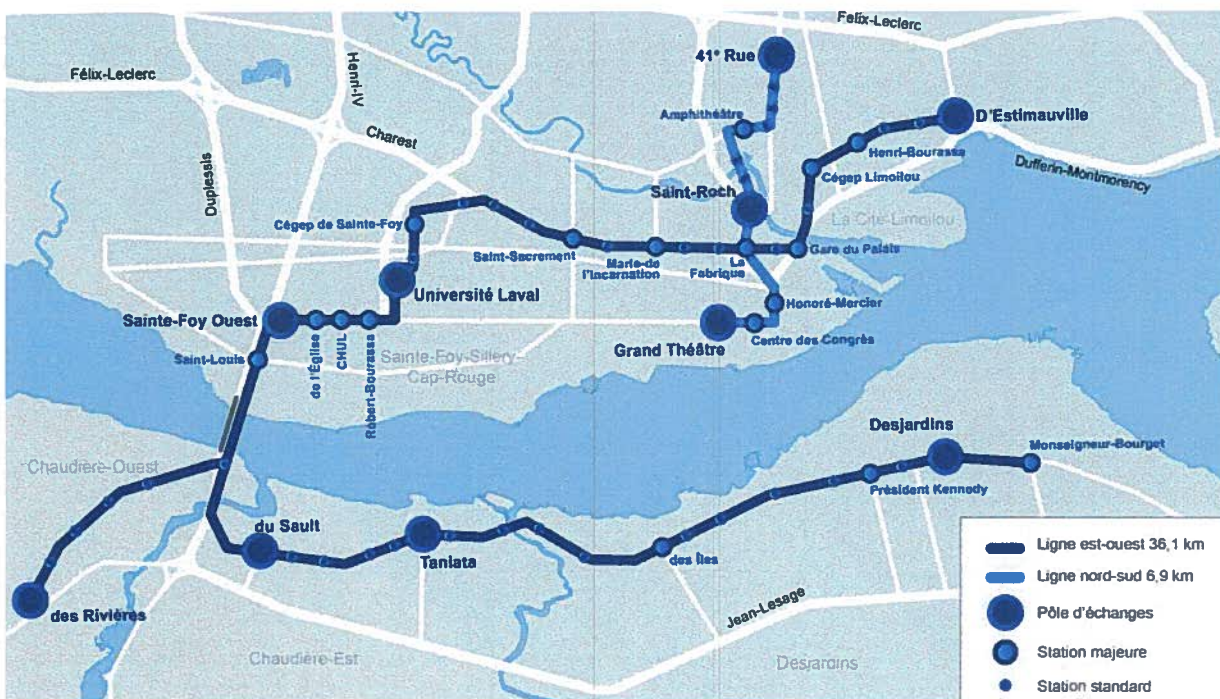 Felix-Leclerc
41e Rue
Félix-Leclerc
Henri-IV
Amphithéâtre
D'Estimauville
Charest
Henri-Bourassa
Dufferin-Montmorency
Duplessis
Cégep Limoilou
Saint-Roch
Cégep de Sainte-Foy
La Cité-Limoilou
Saint-Sacrement
Marie-de
l'Incarnation
La
Fabrique
Gare du Palais
Université Laval
Honoré-Mercier
Sainte-Foy Ouest
Grand Théâtre
Centre des Congrès
Saint-Louis
de l'Église
CHUL
Robert-Bourassa
Sainte-Foy-Sillery-
Cap-Rouge
Desjardins
Monseigneur-Bourget
Chaudière-Ouest
Président Kennedy
du Sault
Taniata
des Îles
des Rivières
Jean-Lesage
Chaudière-Est
Desjardins
Ligne est-ouest 36,1 km
Ligne nord-sud 6,9 km
Pôle d'échanges
Station majeure
Station standard